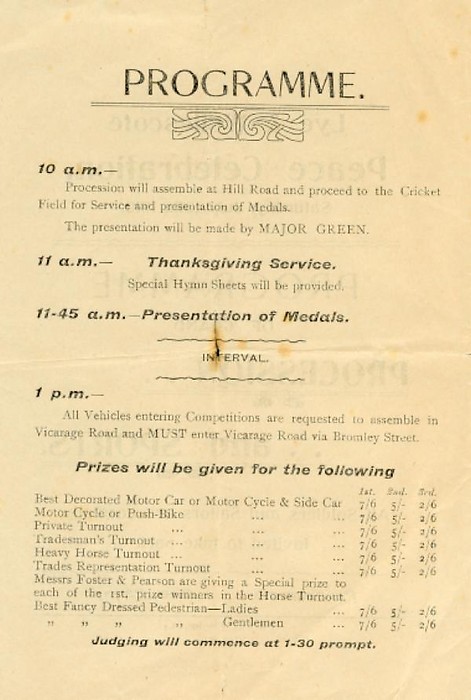 PROGRAMME.
10 a.m.—
Procession will assemble at Hill Road and proceed to the Cricket
Field for Service and presentation of Medals.
The presentation will be made by MAJOR GREEN.
11 a.m.— Thanksgiving Service.
Special Hymn Sheets will be provided.
11-45 a.m.—Presentation of Medals.
INTERVAL.
1 p.m.—
All Vehicles entering Competitions are requested to assemble in
Vicarage Road and MUST enter Vicarage Road via Bromley Street.
Prizes will be given for the following
1st. 2nd. 3rd.
Best Decorated Motor Car or Motor Cycle & Side Car 7/6 5/- 2/6
Motor Cycle or Push-Bike ... ... 7/6 5/- 2/6
Private Turnout ... ... ... 7/6 5/- 2/6
Tradesman's Turnout ... ... ... 7/6 5/- 2/6
Heavy Horse Turnout ... ... ... 7/6 5/- 2/6
Trades Representation Turnout ... ... 7/6 5/- 2/6
Messrs Foster & Pearson are giving a Special prize to
each of the 1st. prize winners in the Horse Turnout.
Best Fancy Dressed Pedestrian—Ladies ... 7/6 5/- 2/6
„ „ „ „ Gentlemen ... 7/6 5/- 2/6
Judging will commence at 1-30 prompt.